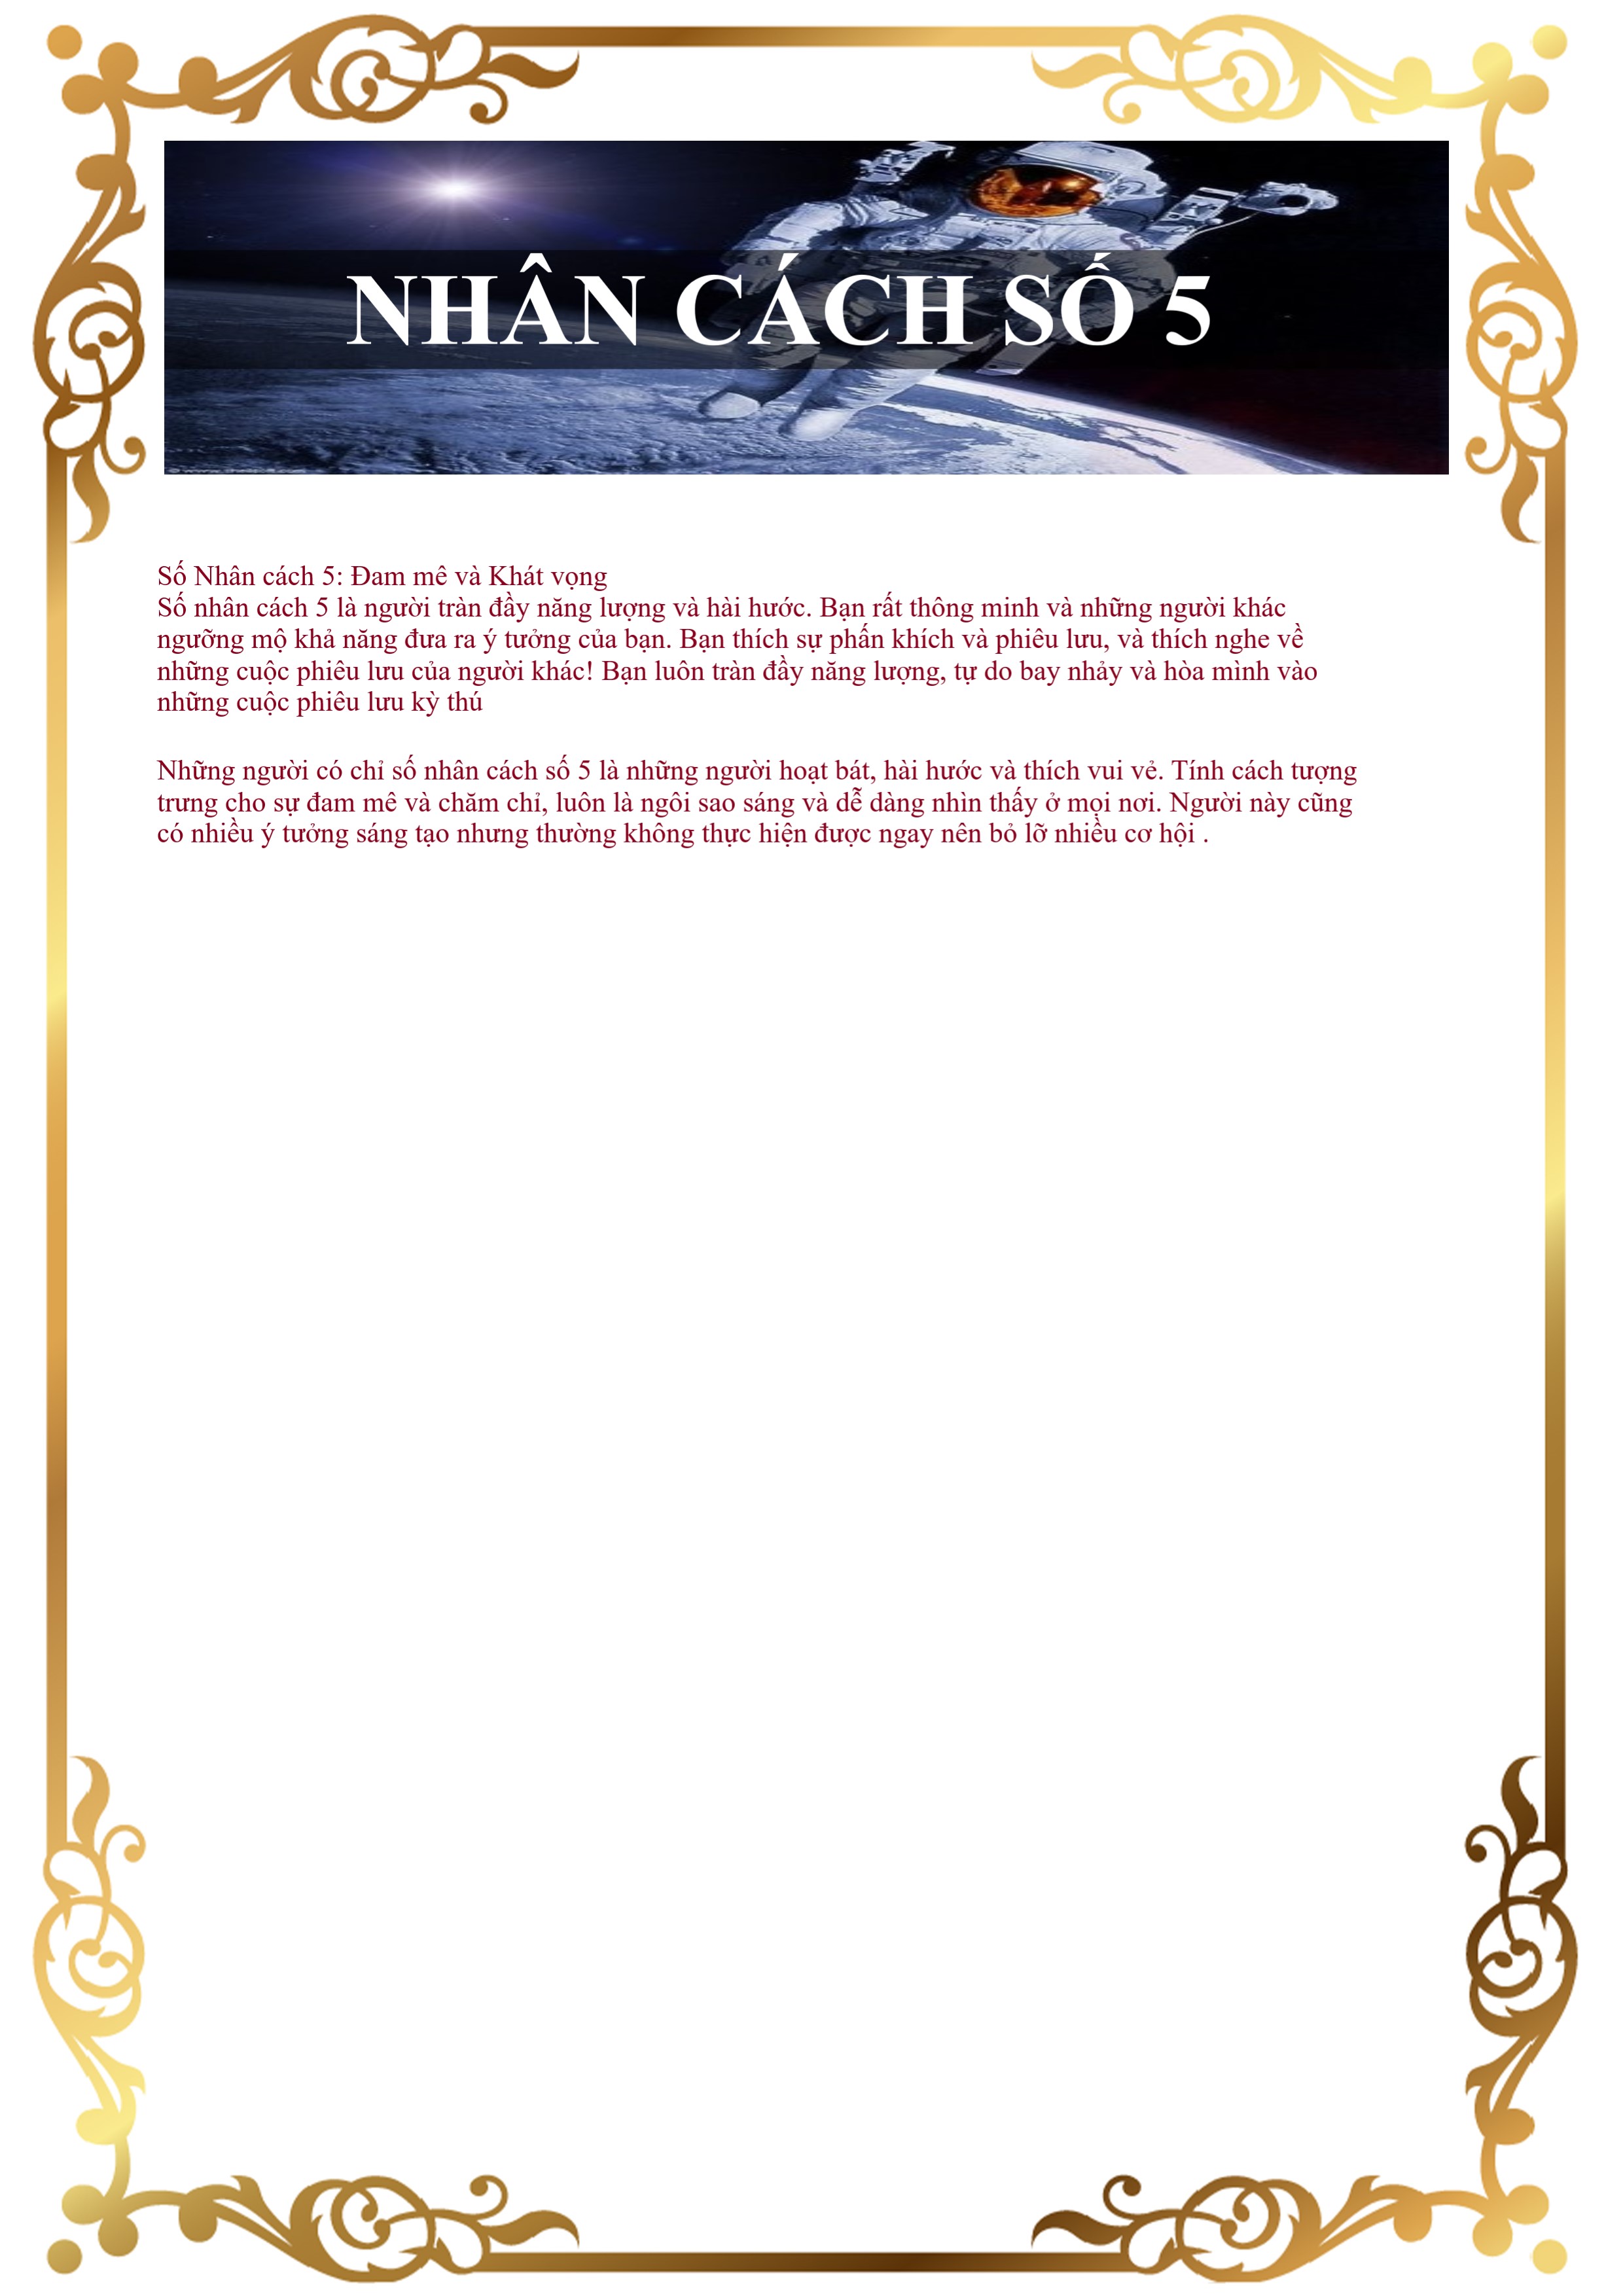 NHÂN CÁCH SỐ 5
Số Nhân cách 5: Đam mê và Khát vọng
Số nhân cách 5 là người tràn đầy năng lượng và hài hước. Bạn rất thông minh và những người khác
ngưỡng mộ khả năng đưa ra ý tưởng của bạn. Bạn thích sự phấn khích và phiêu lưu, và thích nghe về
những cuộc phiêu lưu của người khác! Bạn luôn tràn đầy năng lượng, tự do bay nhảy và hòa mình vào
những cuộc phiêu lưu kỳ thú
Những người có chỉ số nhân cách số 5 là những người hoạt bát, hài hước và thích vui vẻ. Tính cách tượng
trưng cho sự đam mê và chăm chỉ, luôn là ngôi sao sáng và dễ dàng nhìn thấy ở mọi nơi. Người này cũng
có nhiều ý tưởng sáng tạo nhưng thường không thực hiện được ngay nên bỏ lỡ nhiều cơ hội .